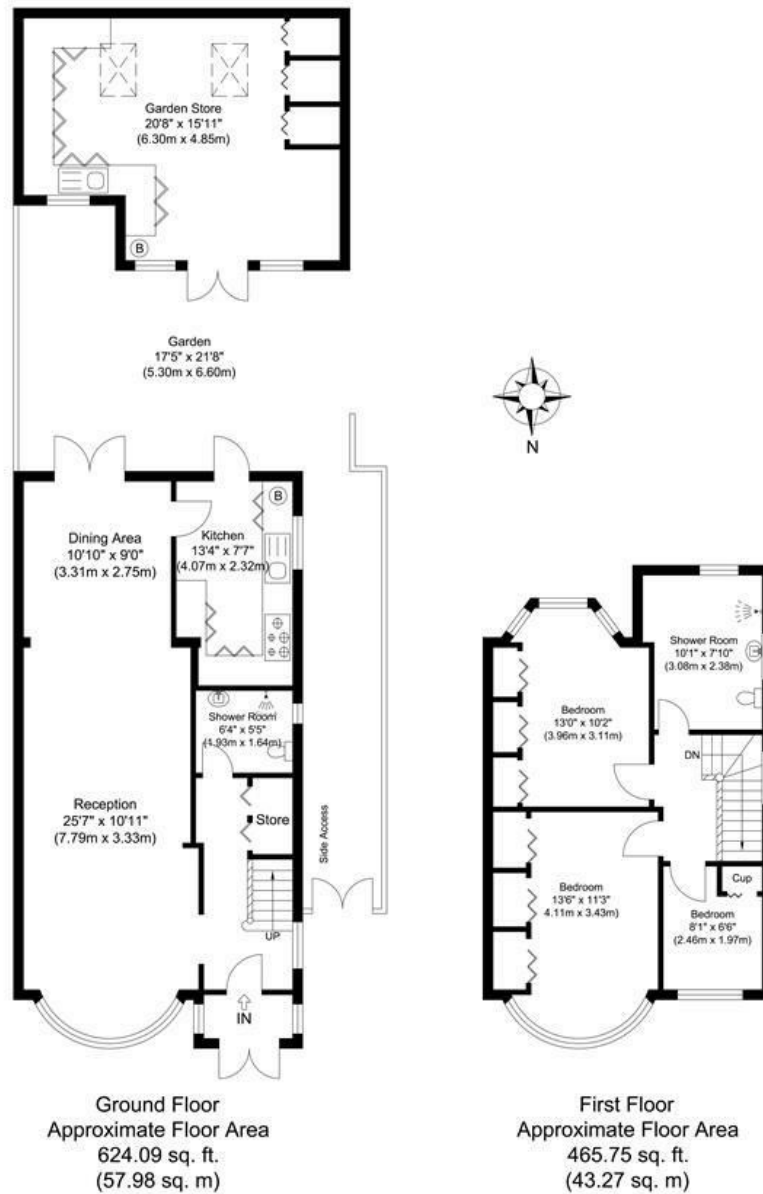 Garden Store
20'8" x 15'11"
(6.30m x 4.85m)
B
Garden
17'5" x 21'8"
(5.30m x 6.60m)
N
Dining Area
10'10" x 9'0"
(3.31m x 2.75m)
B
Kitchen
13'4" x 7'7"
(4.07m x 2.32m)
Shower Room
6'4" x 5'5"
(1.93m x 1.64m)
Reception
25'7" x 10'11"
(7.79m x 3.33m)
Store
Side Access
UP
IN
Shower Room
10'1" x 7'10"
(3.08m x 2.38m)
Bedroom
13'0" x 10'2"
(3.96m x 3.11m)
DN
Bedroom
13'6" x 11'3"
4.11m x 3.43m)
Cup
Bedroom
8'1" x 6'6"
(2.46m x 1.97m)
Ground Floor
Approximate Floor Area
624.09 sq. ft.
(57.98 sq. m)
First Floor
Approximate Floor Area
465.75 sq. ft.
(43.27 sq. m)